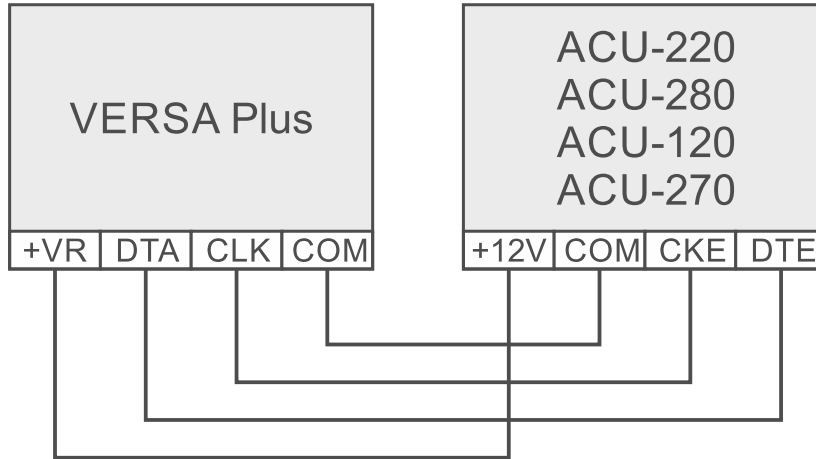 VERSA Plus
+VR DTA CLK COM
ACU-220
ACU-280
ACU-120
ACU-270
+12V COM CKE DTE